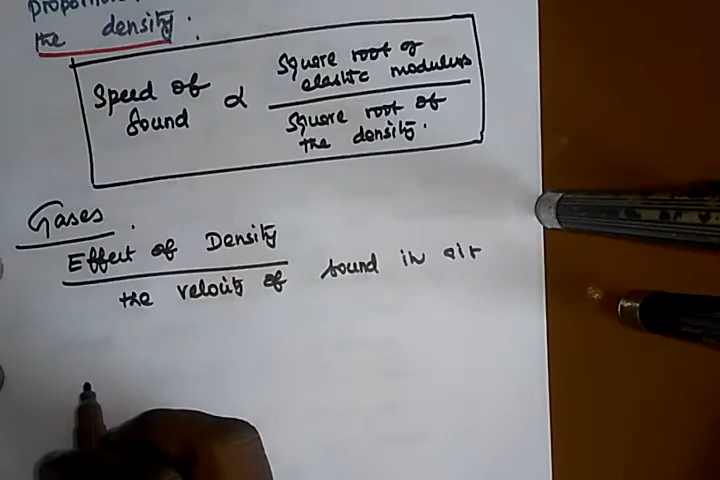 the density.
Speed of sound ∝ Square root of elastic modulus
Square root of the density.
Gases.
Effect of Density
the velocity of sound in air